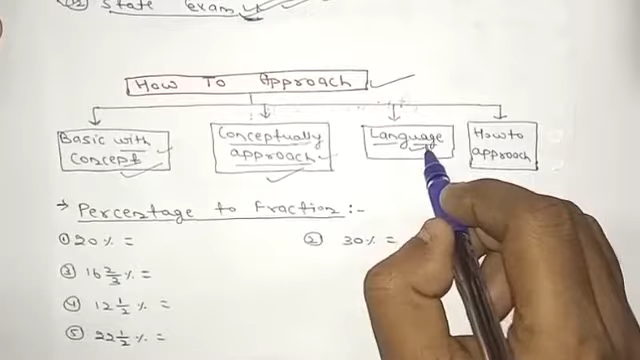 ② State exam
How To Approach
Basic with concept
Conceptually approach
Language
How to approach
→ Percentage to Fraction :-
① 20% =
② 30% =
③ 16 2/3 % =
④ 12 1/2 % =
⑤ 22 1/2 % =